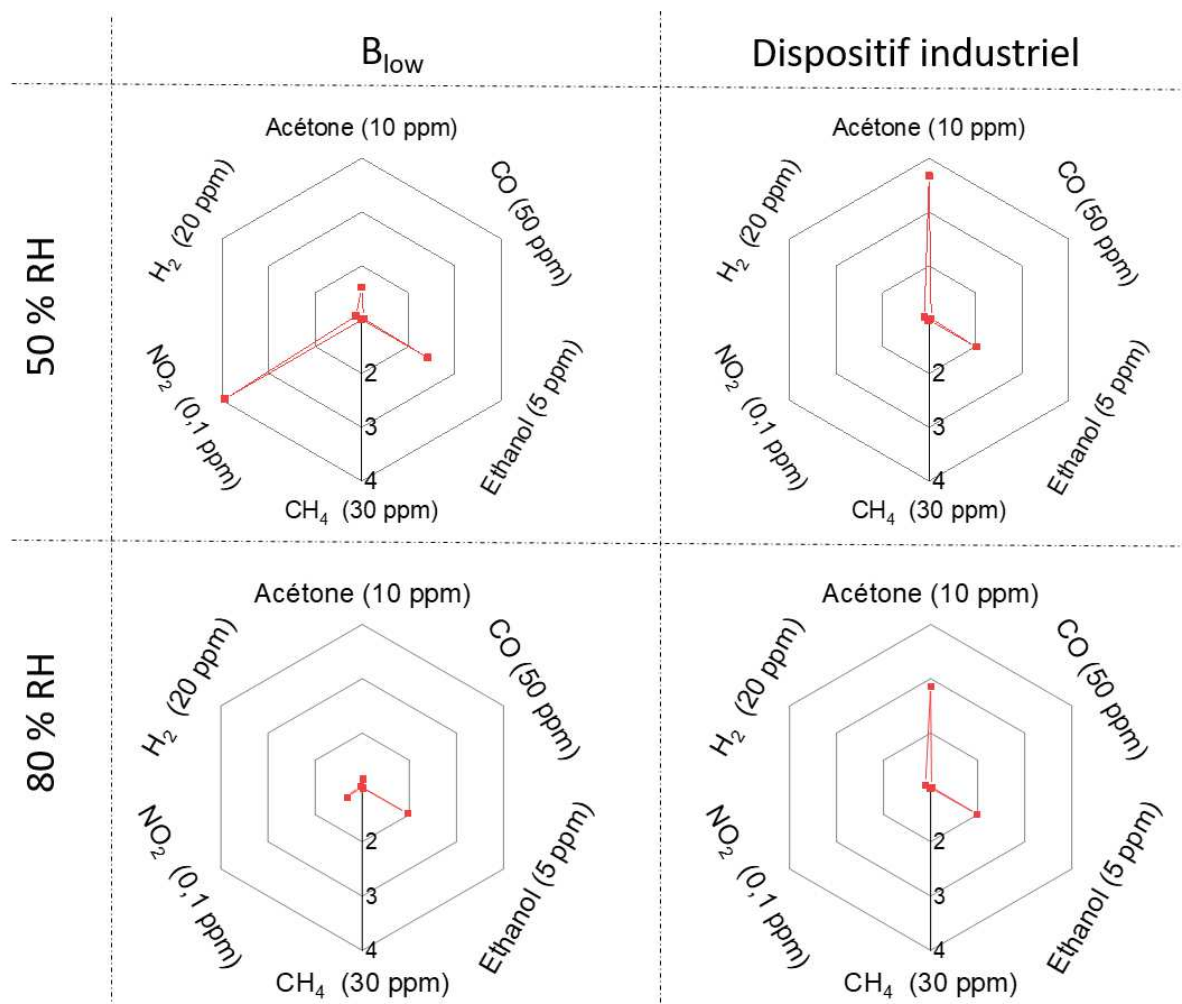 B_low
Dispositif industriel
50 % RH
Acétone (10 ppm)
CO (50 ppm)
Ethanol (5 ppm)
CH₄ (30 ppm)
NO₂ (0,1 ppm)
H₂ (20 ppm)
2
3
4
Acétone (10 ppm)
CO (50 ppm)
Ethanol (5 ppm)
CH₄ (30 ppm)
NO₂ (0,1 ppm)
H₂ (20 ppm)
2
3
4
80 % RH
Acétone (10 ppm)
CO (50 ppm)
Ethanol (5 ppm)
CH₄ (30 ppm)
NO₂ (0,1 ppm)
H₂ (20 ppm)
2
3
4
Acétone (10 ppm)
CO (50 ppm)
Ethanol (5 ppm)
CH₄ (30 ppm)
NO₂ (0,1 ppm)
H₂ (20 ppm)
2
3
4